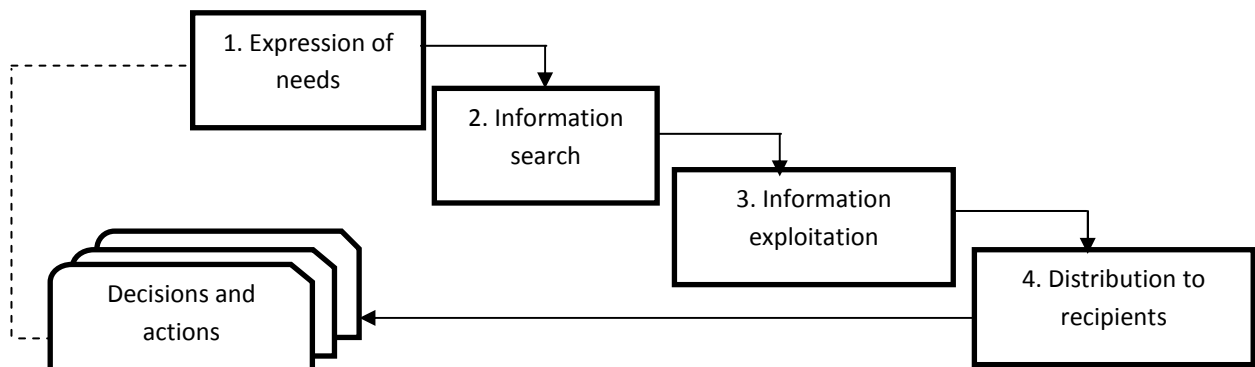 1. Expression of
needs
2. Information
search
3. Information
exploitation
4. Distribution to
recipients
Decisions and
actions